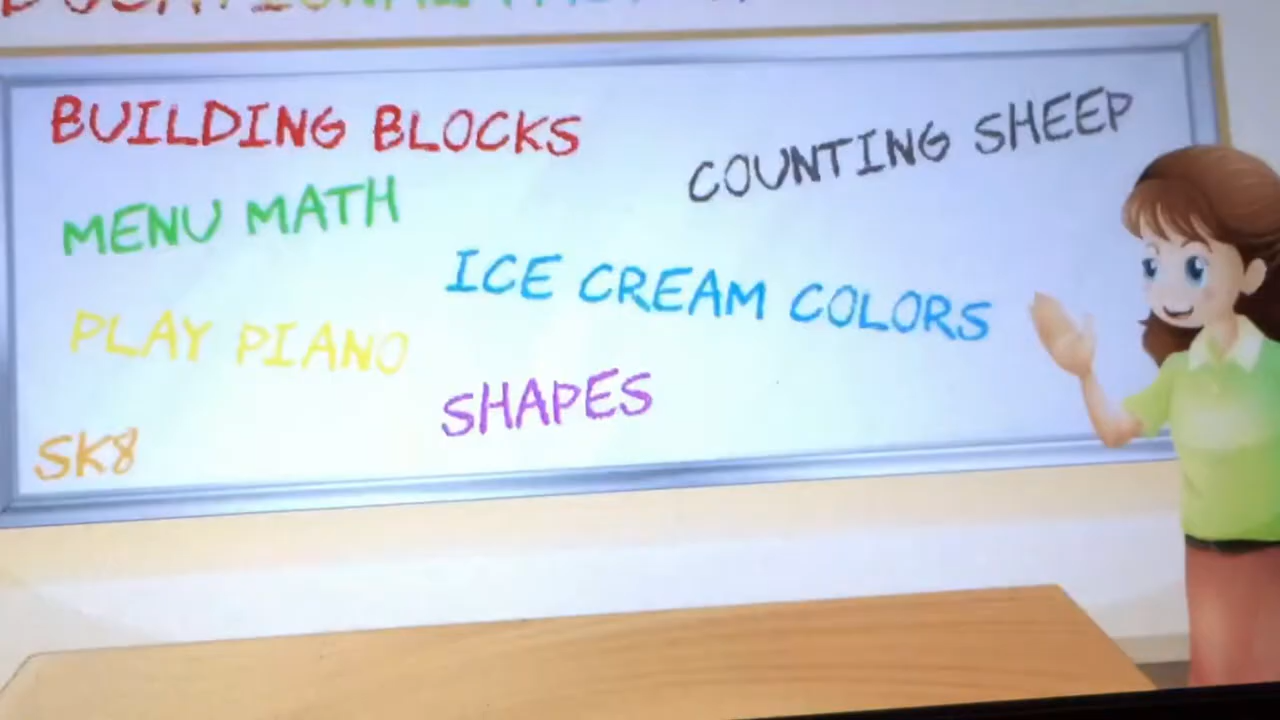 BUILDING BLOCKS
COUNTING SHEEP
MENU MATH
ICE CREAM COLORS
PLAY PIANO
SHAPES
SK8